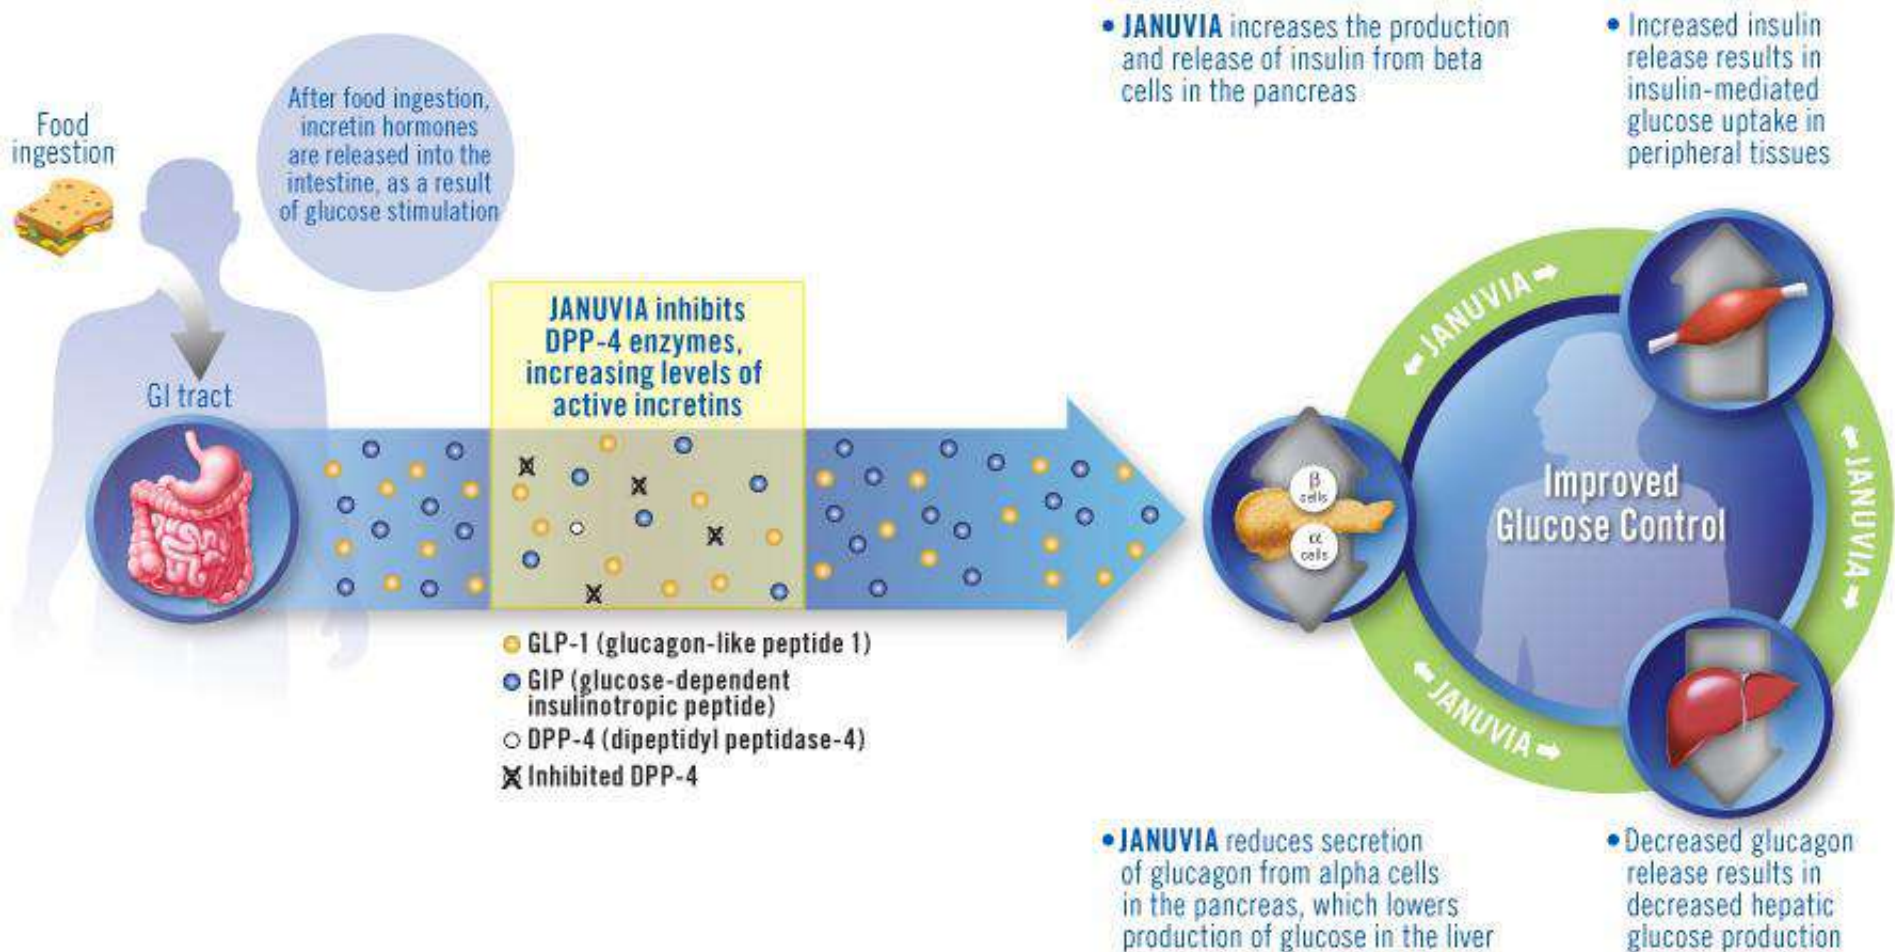 Food
ingestion
After food ingestion,
incretin hormones
are released into the
intestine, as a result
of glucose stimulation
GI tract
JANUVIA inhibits
DPP-4 enzymes,
increasing levels of
active incretins
GLP-1 (glucagon-like peptide 1)
GIP (glucose-dependent
insulinotropic peptide)
DPP-4 (dipeptidyl peptidase-4)
Inhibited DPP-4
• JANUVIA increases the production
and release of insulin from beta
cells in the pancreas
• Increased insulin
release results in
insulin-mediated
glucose uptake in
peripheral tissues
JANUVIA
JANUVIA
JANUVIA
β
cells
α
cells
Improved
Glucose Control
• JANUVIA reduces secretion
of glucagon from alpha cells
in the pancreas, which lowers
production of glucose in the liver
• Decreased glucagon
release results in
decreased hepatic
glucose production